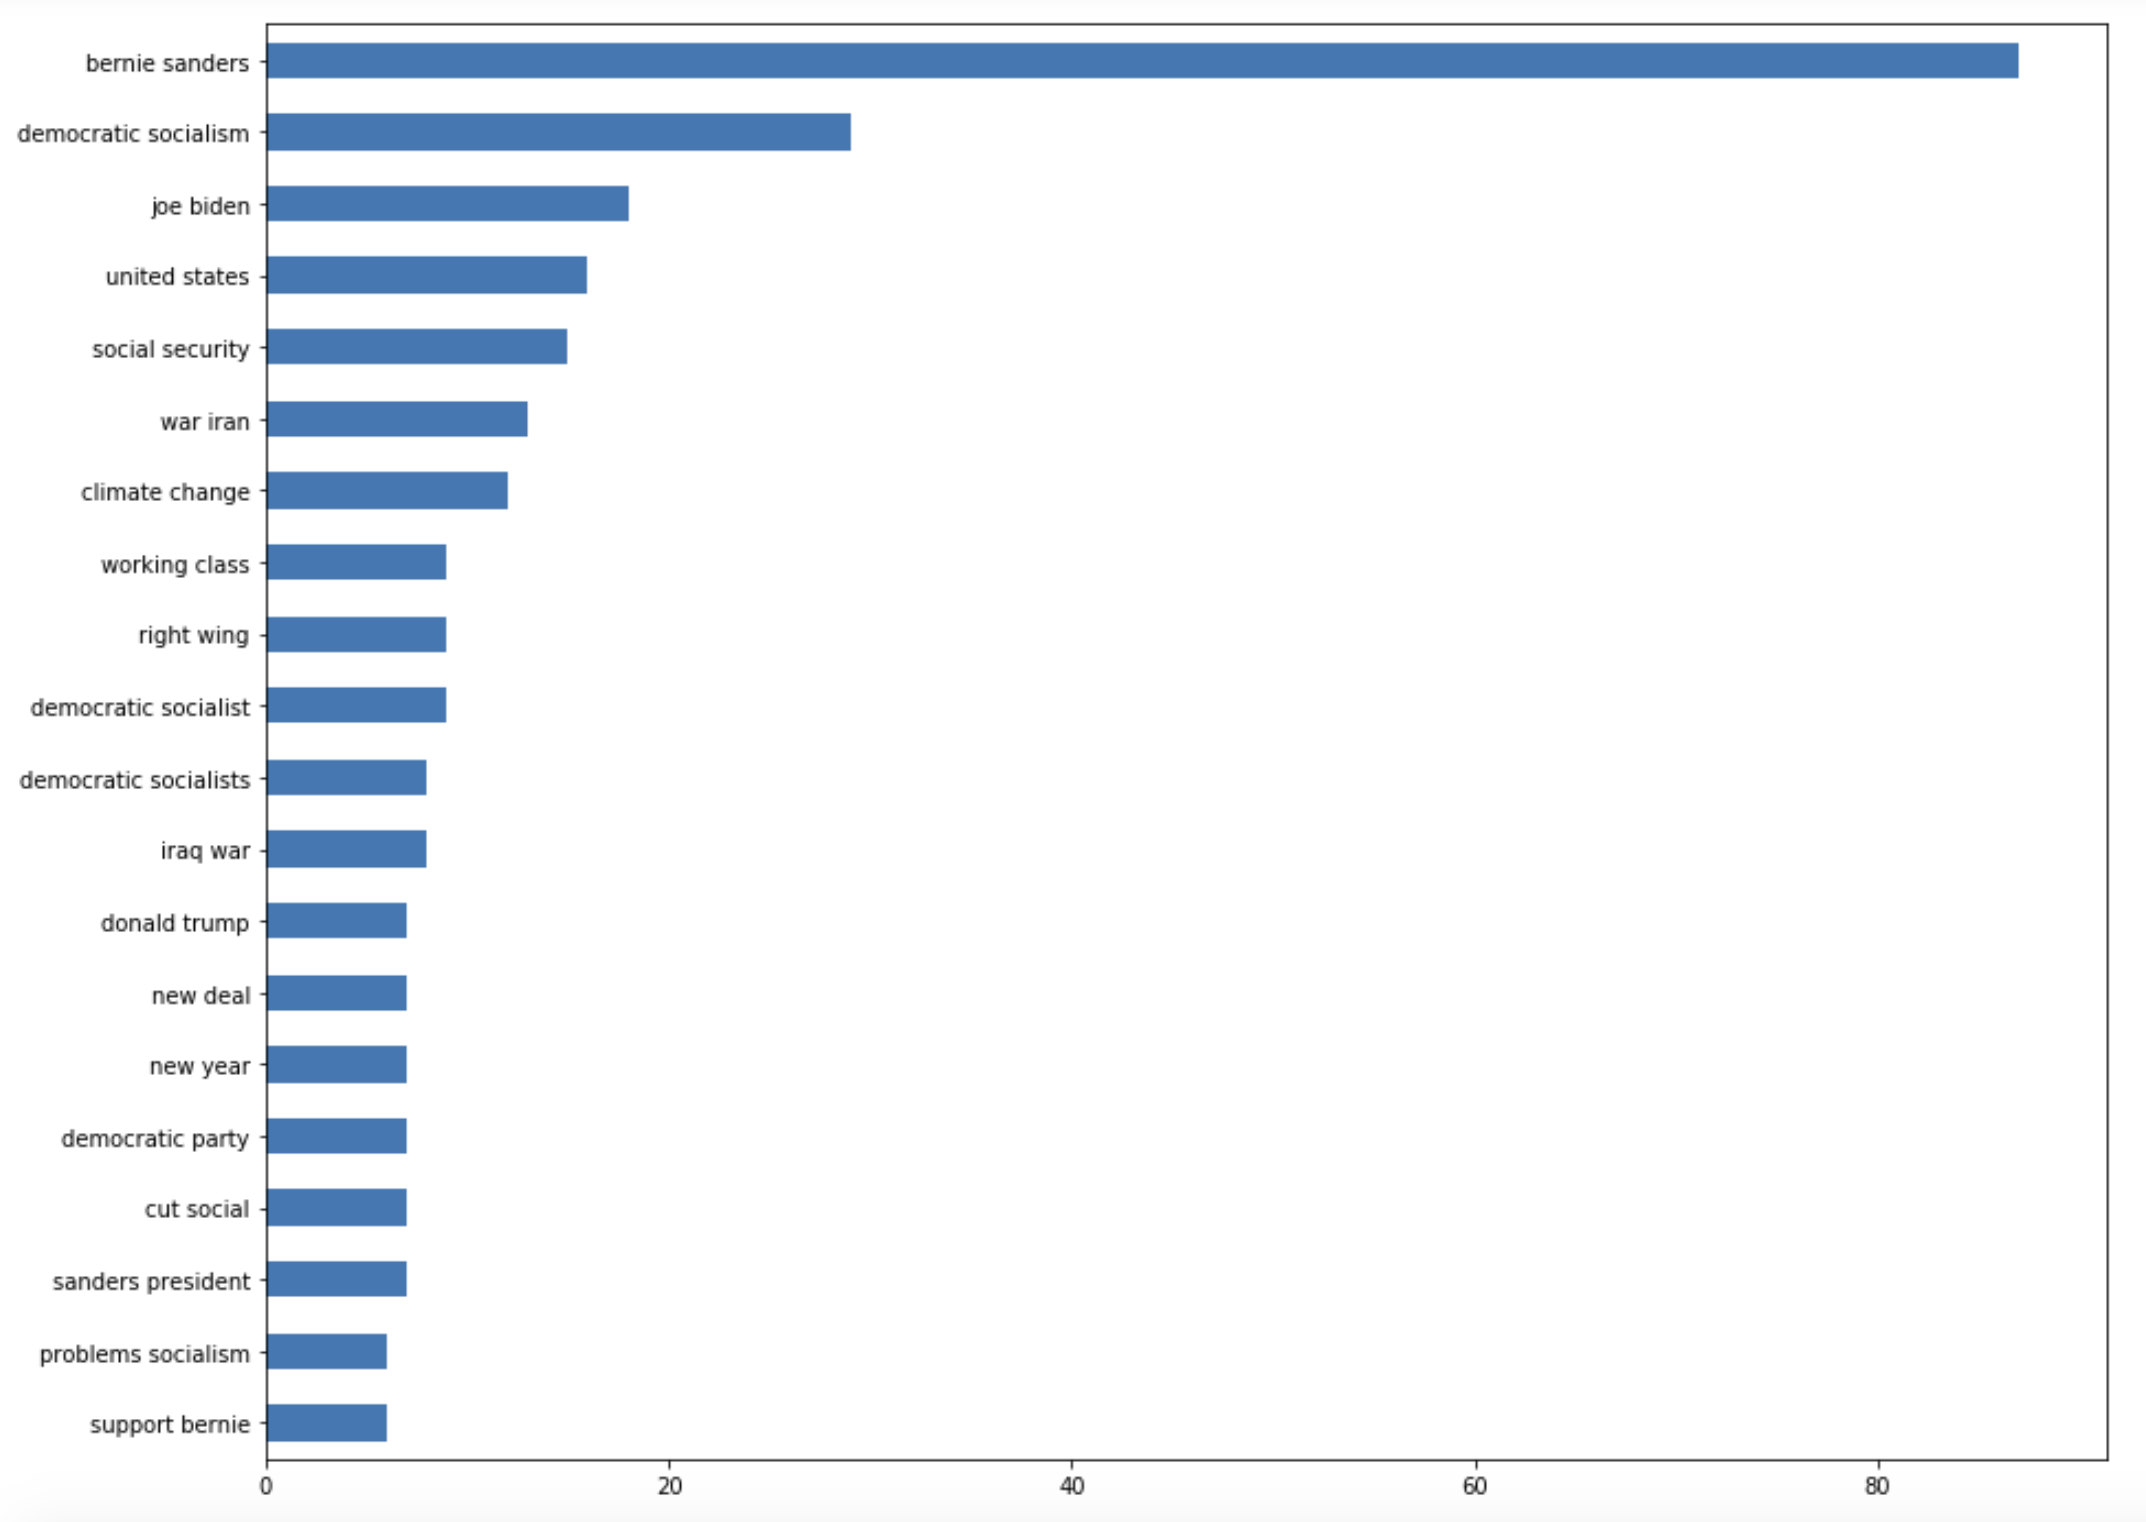 bernie sanders
democratic socialism
joe biden
united states
social security
war iran
climate change
working class
right wing
democratic socialist
democratic socialists
iraq war
donald trump
new deal
new year
democratic party
cut social
sanders president
problems socialism
support bernie
0 20 40 60 80